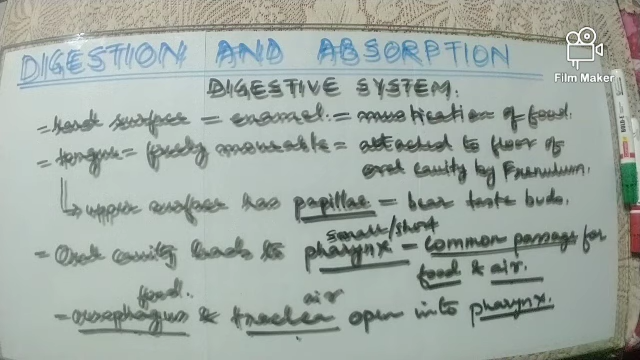 DIGESTION AND ABSORPTION
Film Maker
DIGESTIVE SYSTEM.
= hard surface = enamel = mastication of food.
= tongue = freely moveable = attached to floor of
oral cavity by Frenulum.
↳ upper surface has papillae = bear taste buds.
small/short
= Oral cavity leads to pharynx - common passage for
food & air.
food. air
= oesophagus & trachea open into pharynx.